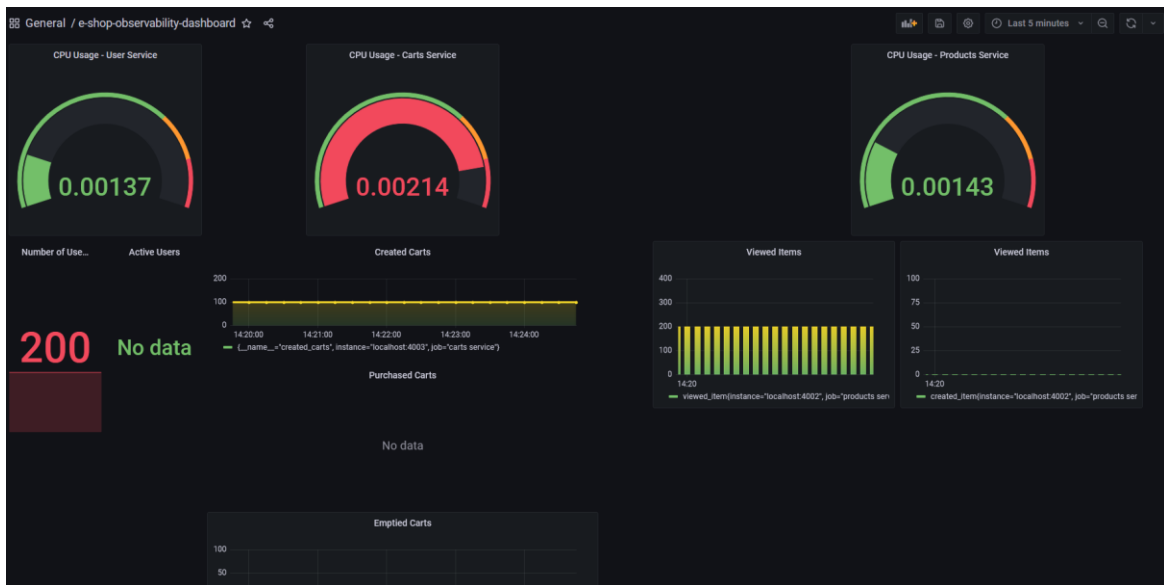 General / e-shop-observability-dashboard
Last 5 minutes
CPU Usage - User Service
0.00137
CPU Usage - Carts Service
0.00214
CPU Usage - Products Service
0.00143
Number of Use...
200
Active Users
No data
Created Carts
200
100
0
14:20:00 14:21:00 14:22:00 14:23:00 14:24:00
{__name__="created_carts", instance="localhost:4003", job="carts service"}
Purchased Carts
No data
Emptied Carts
100
50
Viewed Items
400
300
200
100
0
14:20
viewed_item{instance="localhost:4002", job="products ser
Viewed Items
100
75
50
25
0
14:20
created_item{instance="localhost:4002", job="products ser